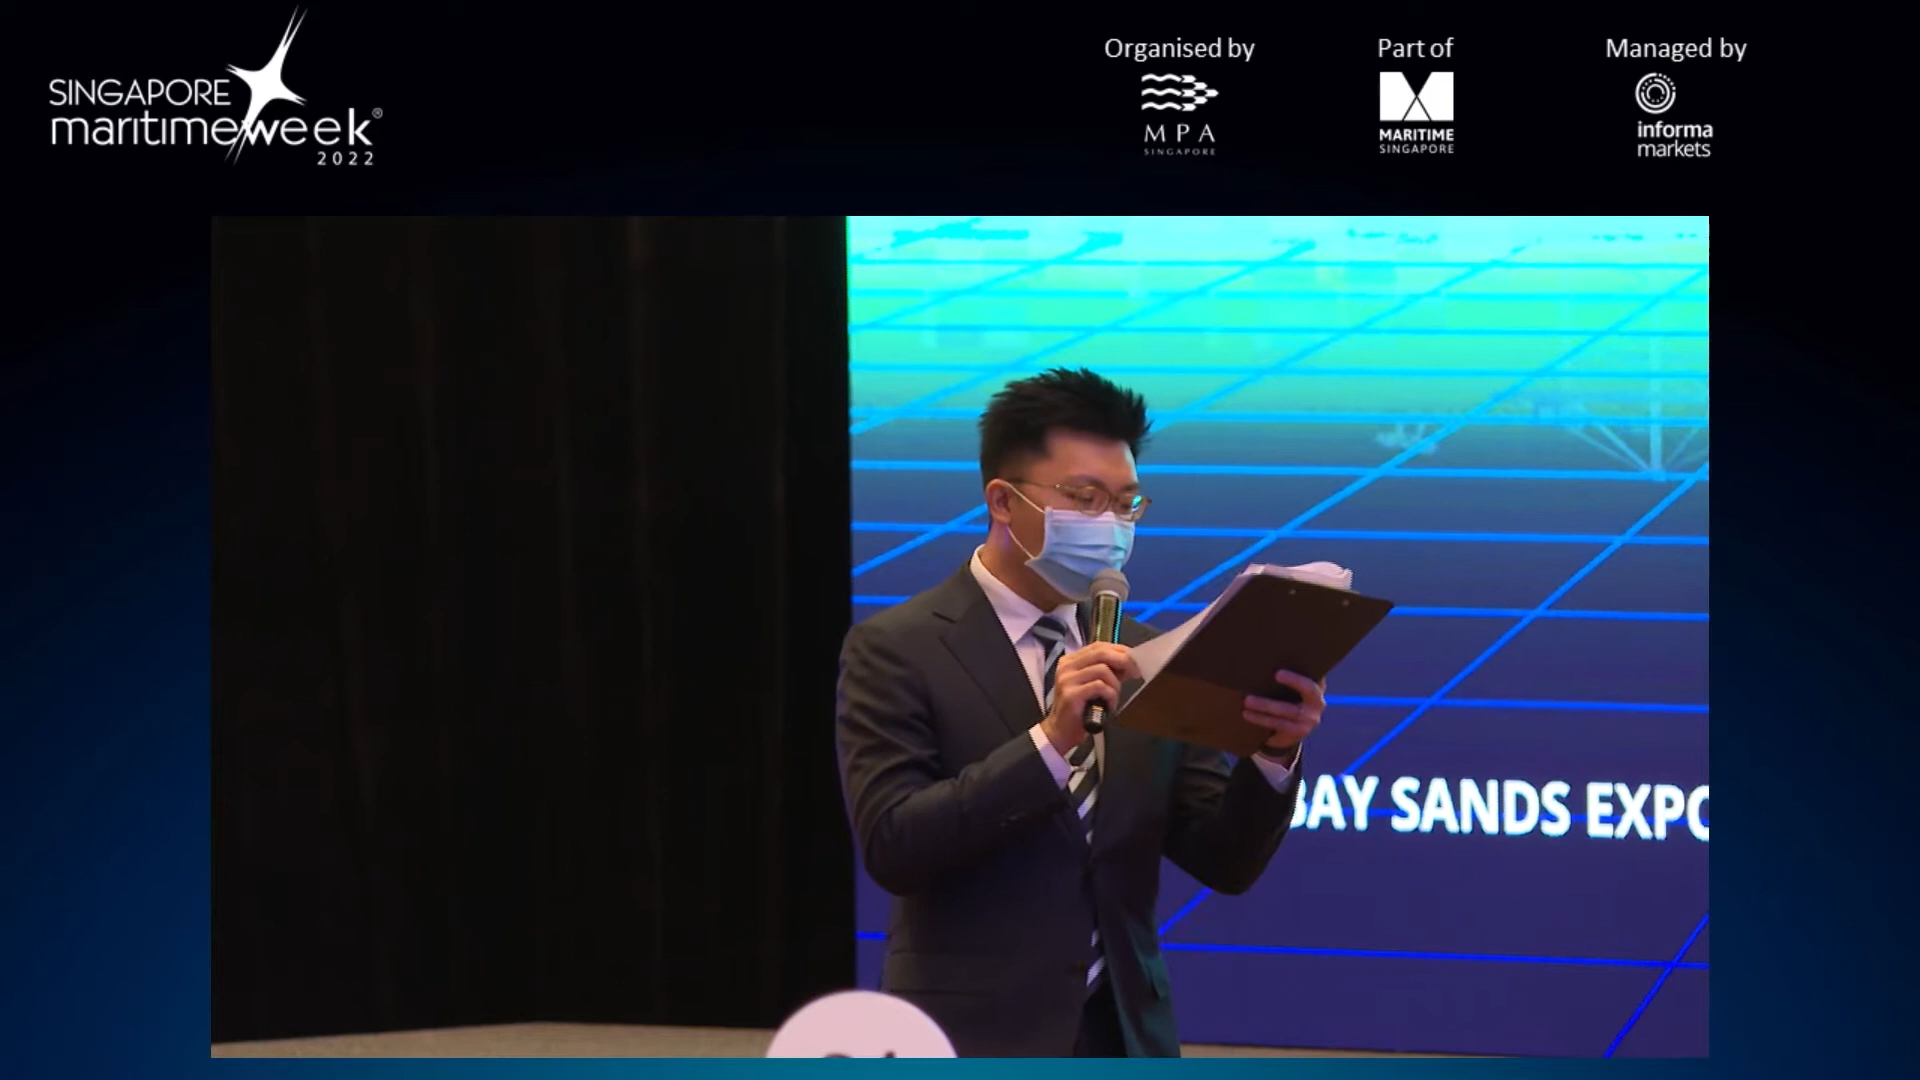 SINGAPORE
maritimeweek®
2022
Organised by
MPA
SINGAPORE
Part of
MARITIME
SINGAPORE
Managed by
informa
markets
BAY SANDS EXPO